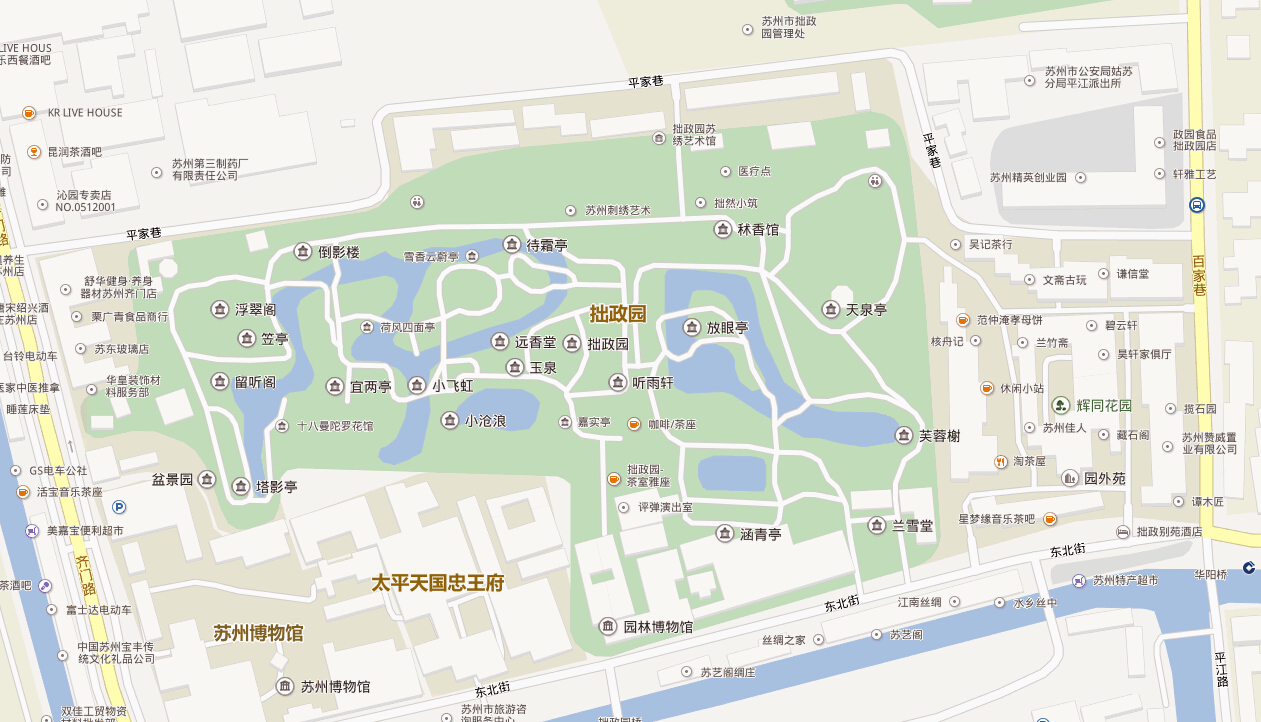 苏州市拙政
园管理处
LIVE HOUS
乐西餐酒吧
平家巷
苏州市公安局姑苏
分局平江派出所
KR LIVE HOUSE
拙政园苏
绣艺术馆
平家巷
政园食品
拙政园店
昆润茶酒吧
苏州第三制药厂
有限责任公司
医疗点
苏州精英创业园
轩雅工艺
沁园专卖店
NO.0512001
苏州刺绣艺术
拙然小筑
平家巷
秫香馆
吴记茶行
倒影楼
雪香云蔚亭
待霜亭
百家巷
舒华健身·养身
器材苏州齐门店
文斋古玩
谦信堂
浮翠阁
拙政园
天泉亭
栗广青食品商行
范仲淹孝母饼
碧云轩
荷风四面亭
放眼亭
笠亭
远香堂
拙政园
核舟记
兰竹斋
苏东玻璃店
昊轩家俱厅
台铃电动车
玉泉
留听阁
宜两亭
小飞虹
听雨轩
华皇装饰材
料服务部
休闲小站
辉同花园
揽石园
睡莲床垫
小沧浪
嘉实亭
咖啡/茶座
十八曼陀罗花馆
芙蓉榭
苏州佳人
藏石阁
苏州赞威置
业有限公司
GS电车公社
淘茶屋
拙政园-
茶室雅座
盆景园
塔影亭
园外苑
活宝音乐茶座
评弹演出室
谭木匠
星梦缘音乐茶吧
兰雪堂
美嘉宝便利超市
涵青亭
拙政别苑酒店
东北街
齐门路
太平天国忠王府
苏州特产超市
华阳桥
茶酒吧
富士达电动车
东北街
江南丝绸
水乡丝中
苏州博物馆
园林博物馆
丝绸之家
苏艺阁
中国苏州宝丰传
统文化礼品公司
苏艺阁绸庄
平江路
苏州博物馆
东北街
双佳工贸物资
苏州市旅游咨
询服务中心